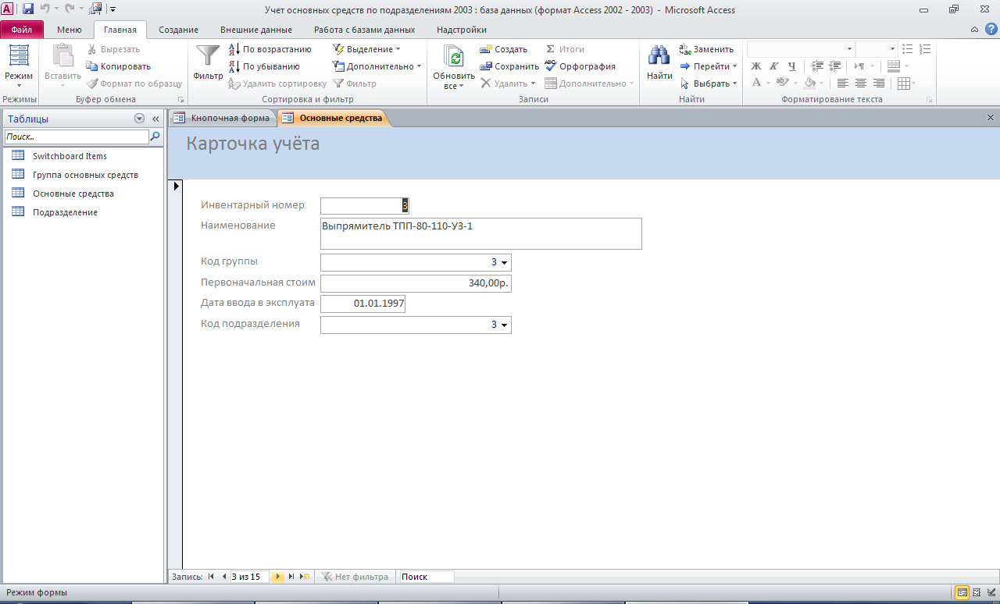 Учет основных средств по подразделениям 2003 : база данных (формат Access 2002 - 2003) - Microsoft Access
Файл Меню Главная Создание Внешние данные Работа с базами данных Надстройки
Режим
Режимы
Вставить
Вырезать
Копировать
Формат по образцу
Буфер обмена
Фильтр
По возрастанию
По убыванию
Удалить сортировку
Выделение
Дополнительно
Фильтр
Сортировка и фильтр
Обновить
все
Создать
Сохранить
Удалить
Итоги
Орфография
Дополнительно
Записи
Найти
Заменить
Перейти
Выбрать
Найти
Ж К Ч
А
Форматирование текста
Таблицы
Поиск...
Switchboard Items
Группа основных средств
Основные средства
Подразделение
Кнопочная форма Основные средства
Карточка учёта
Инвентарный номер 3
Наименование Выпрямитель ТПП-80-110-УЗ-1
Код группы 3
Первоначальная стоим 340,00р.
Дата ввода в эксплуата 01.01.1997
Код подразделения 3
Запись: 3 из 15 Нет фильтра Поиск
Режим формы